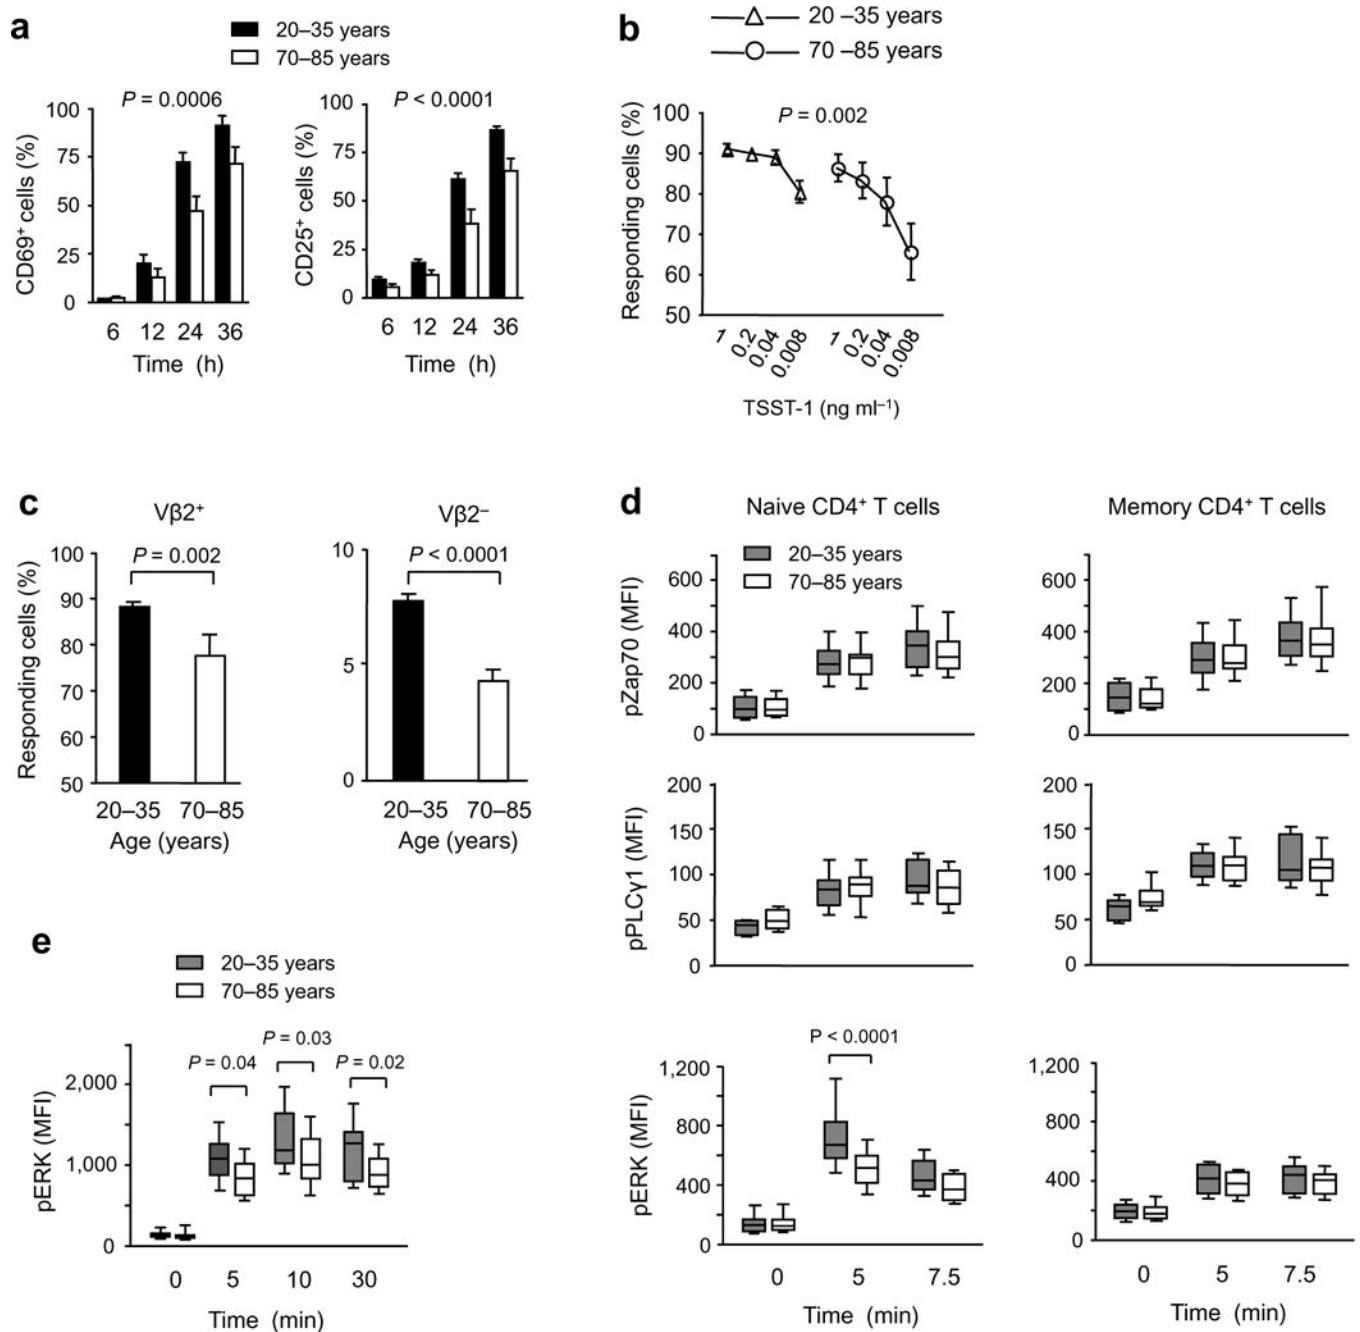 a
20–35 years
70–85 years
P = 0.0006
CD69⁺ cells (%)
100
75
50
25
0
6 12 24 36
Time (h)
P < 0.0001
CD25⁺ cells (%)
100
75
50
25
0
6 12 24 36
Time (h)
b
20 –35 years
70 –85 years
P = 0.002
Responding cells (%)
100
90
80
70
60
50
1 0.2 0.04 0.008 1 0.2 0.04 0.008
TSST-1 (ng ml⁻¹)
c
Vβ2⁺
P = 0.002
Responding cells (%)
100
90
80
70
60
50
20–35 70–85
Age (years)
Vβ2⁻
P < 0.0001
10
5
0
20–35 70–85
Age (years)
d
Naive CD4⁺ T cells
Memory CD4⁺ T cells
20–35 years
70–85 years
pZap70 (MFI)
600
400
200
0
600
400
200
0
pPLCγ1 (MFI)
200
150
100
50
0
200
150
100
50
0
P < 0.0001
pERK (MFI)
1,200
800
400
0
0 5 7.5
Time (min)
1,200
800
400
0
0 5 7.5
Time (min)
e
20–35 years
70–85 years
P = 0.04
P = 0.03
P = 0.02
pERK (MFI)
2,000
1,000
0
0 5 10 30
Time (min)